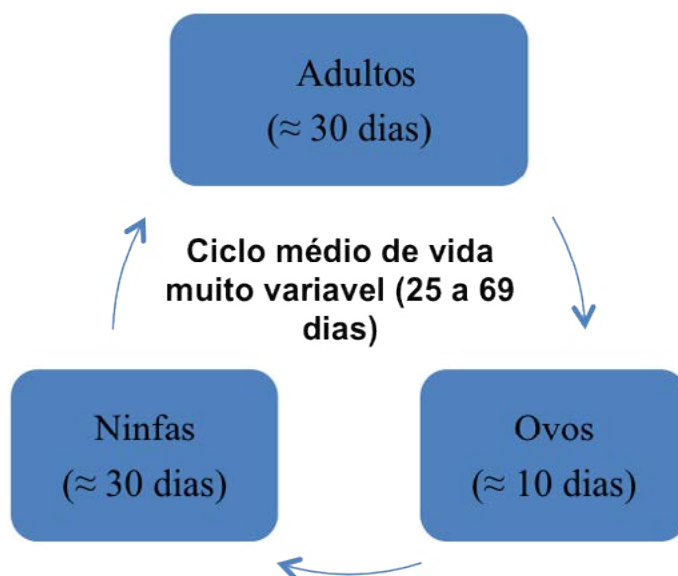 Adultos
(≈ 30 dias)
Ciclo médio de vida
muito variavel (25 a 69
dias)
Ninfas
(≈ 30 dias)
Ovos
(≈ 10 dias)